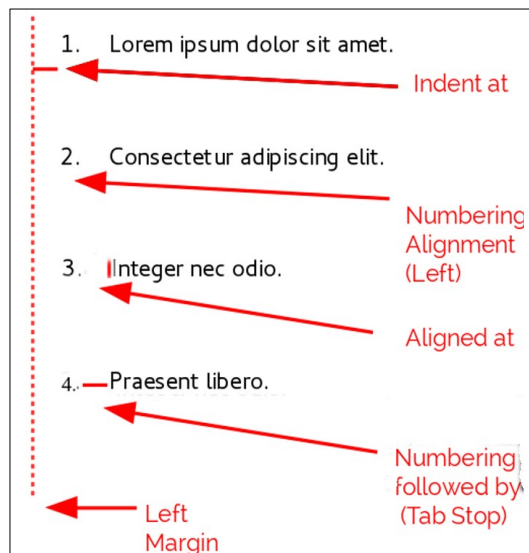 1. Lorem ipsum dolor sit amet.
Indent at
2. Consectetur adipiscing elit.
Numbering
Alignment
(Left)
3. Integer nec odio.
Aligned at
4. Praesent libero.
Numbering
followed by
(Tab Stop)
Left
Margin